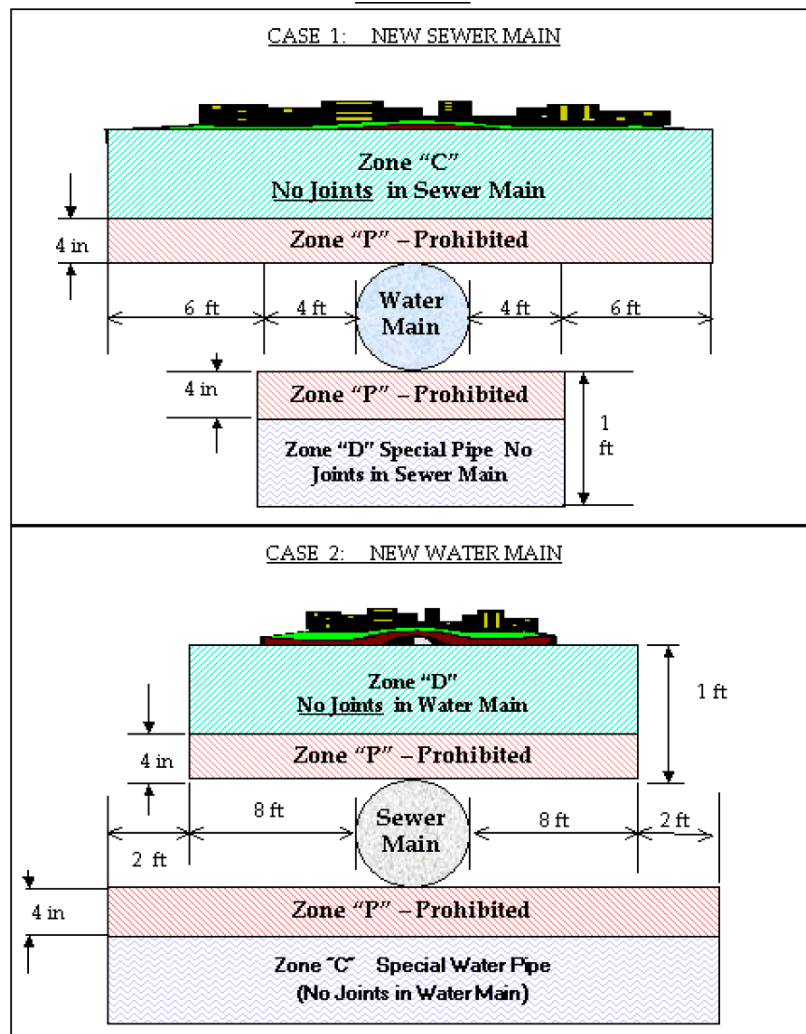 CASE 1: NEW SEWER MAIN
Zone “C”
No Joints in Sewer Main
4 in
Zone “P” – Prohibited
6 ft
4 ft
Water
Main
4 ft
6 ft
4 in
Zone “P” – Prohibited
1
ft
Zone “D” Special Pipe No
Joints in Sewer Main
CASE 2: NEW WATER MAIN
Zone “D”
No Joints in Water Main
1 ft
4 in
Zone “P” – Prohibited
2 ft
8 ft
Sewer
Main
8 ft
2 ft
4 in
Zone “P” – Prohibited
Zone “C” Special Water Pipe
(No Joints in Water Main)